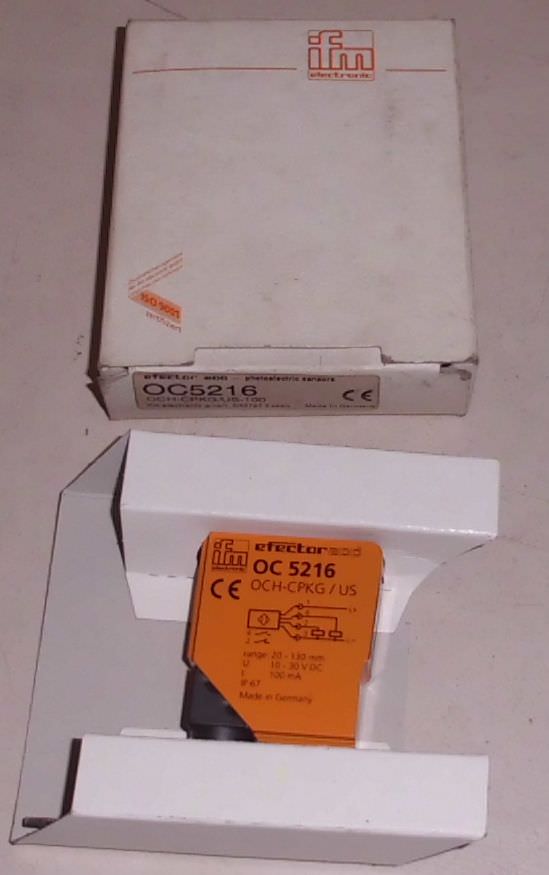 ifm
electronic
ISO 9001
zertifiziert
efector photoelectric sensors
OC5216
OCH-CPKG/US-100
Made in Germany
CE
ifm
electronic
efector
OC 5216
CE
OCH-CPKG / US
L+
L-
range: 20 - 130 mm
U 10 - 30 V DC
I 100 mA
IP 67
Made in Germany